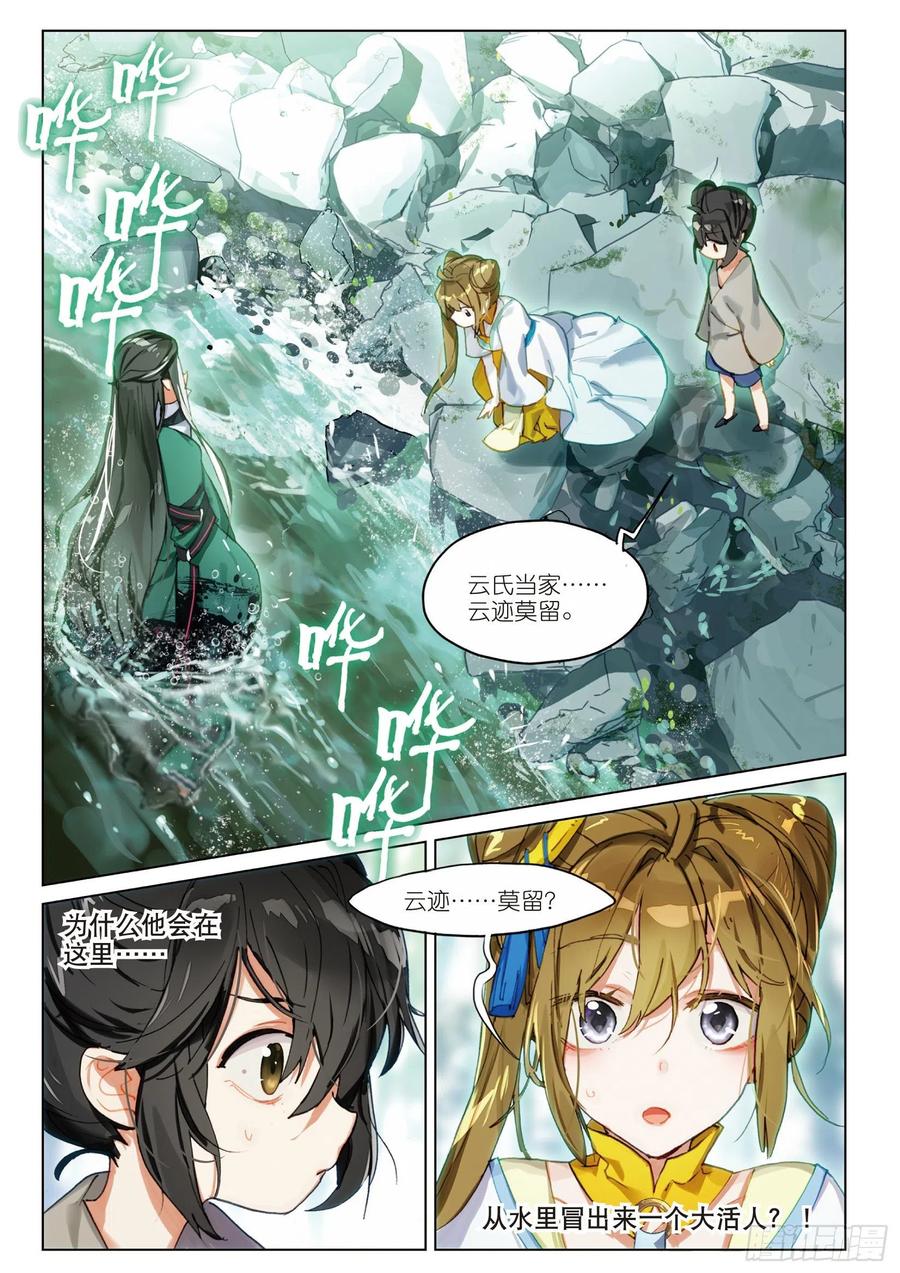 哗
哗
哗
哗
云氏当家……
云迹莫留。
哗
哗
哗
云迹……莫留?
为什么他会在
这里……
从水里冒出来一个大活人?!
腾讯动漫